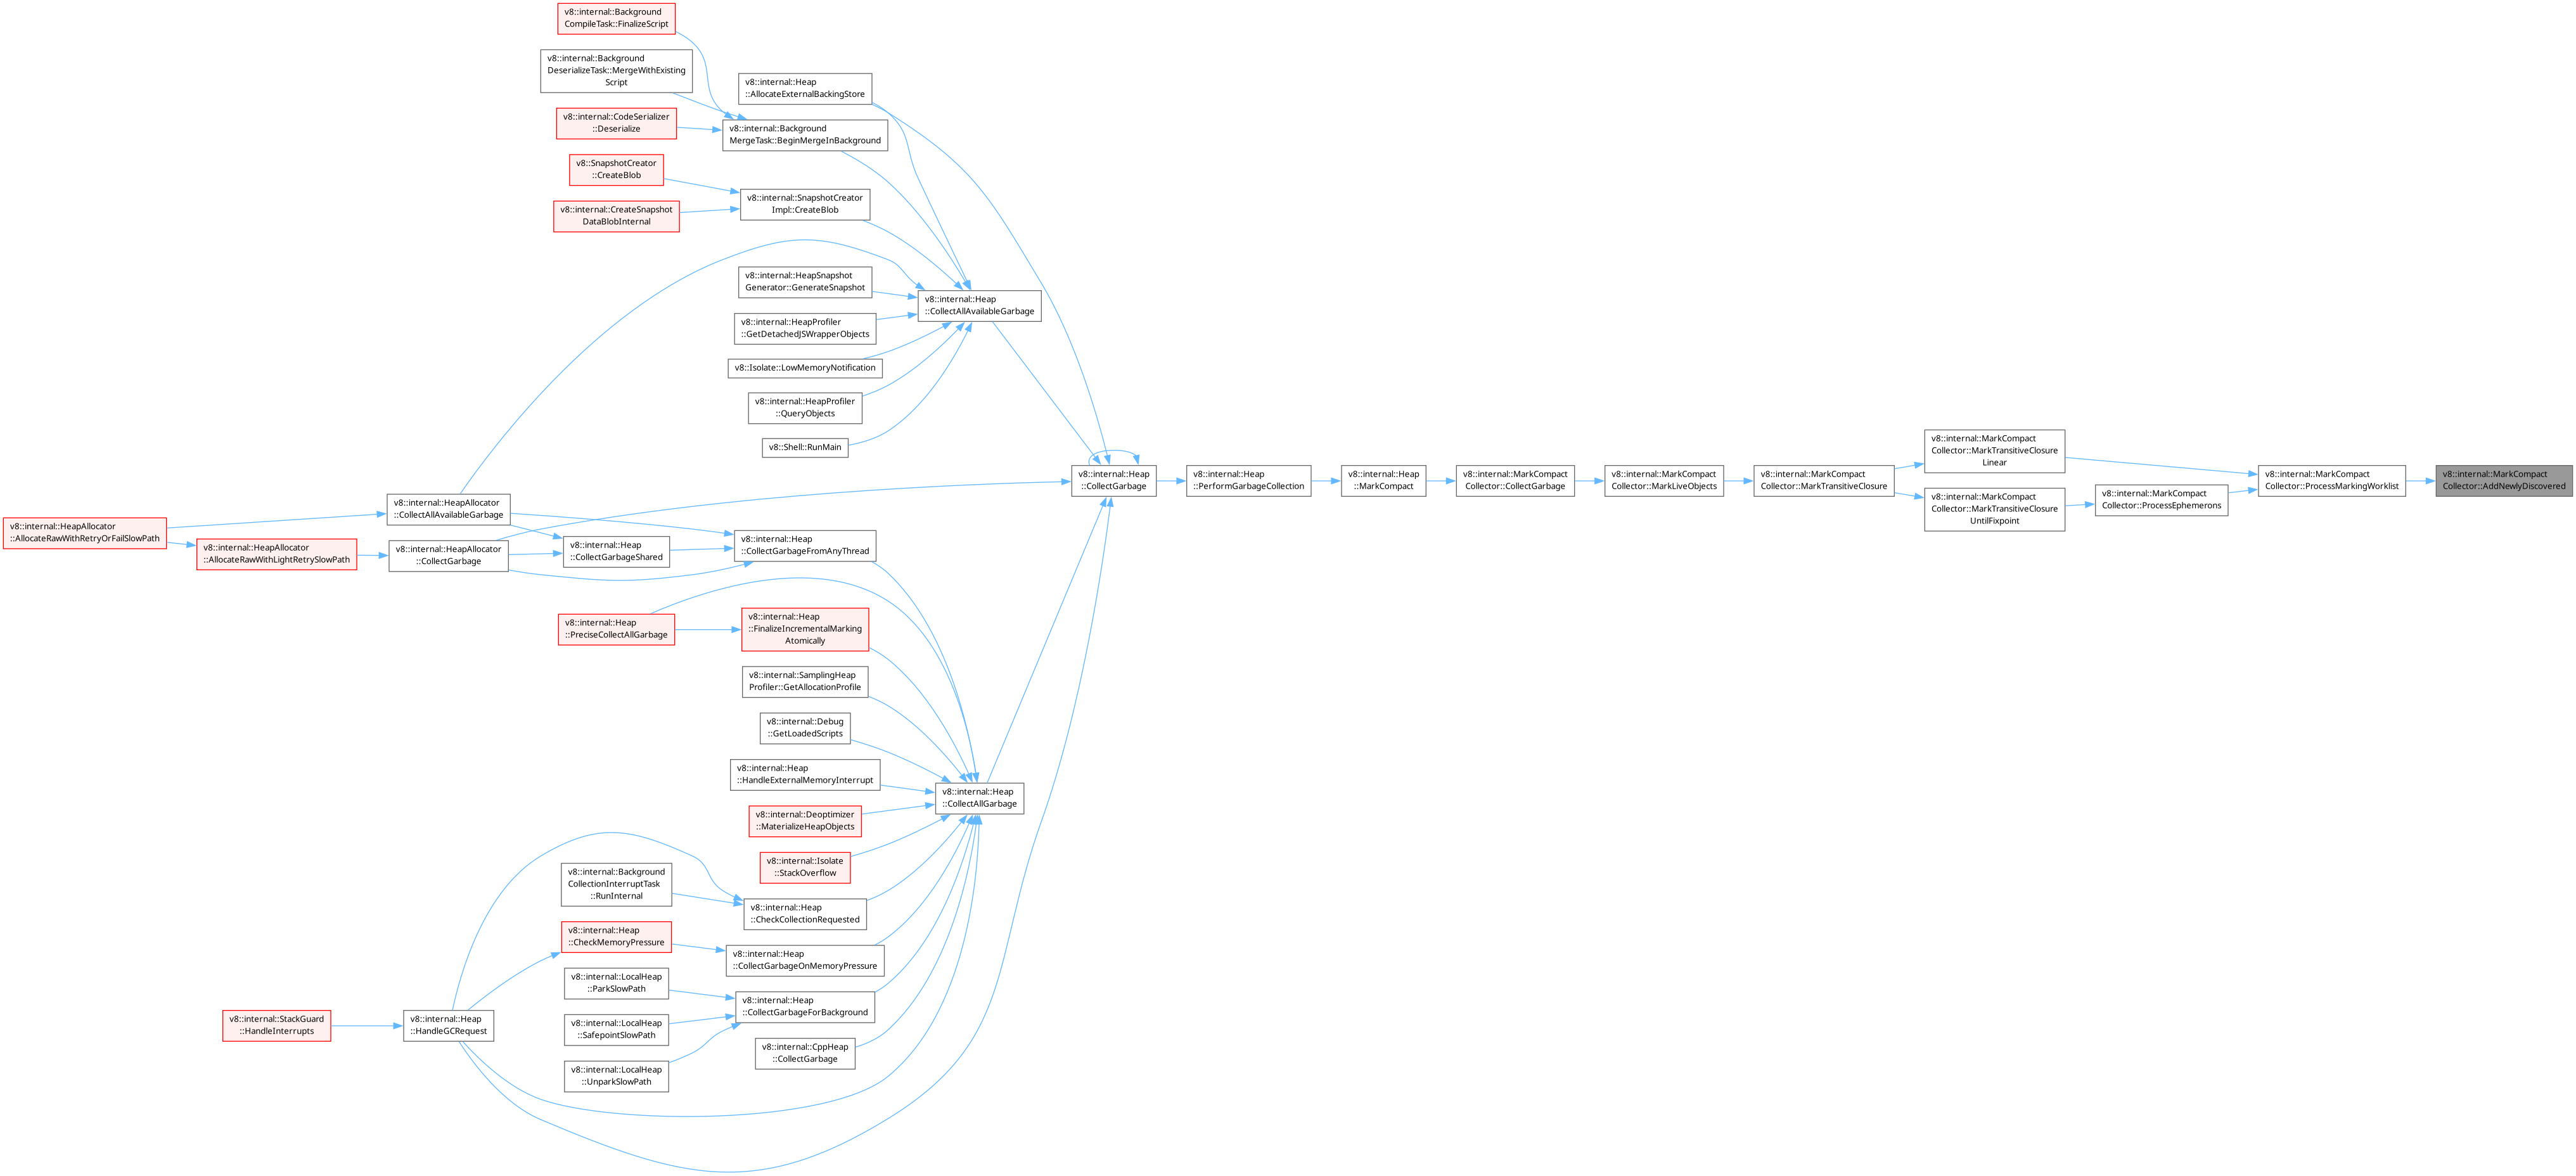 v8::internal::Background
CompileTask::FinalizeScript
v8::internal::Background
DeserializeTask::MergeWithExisting
Script
v8::internal::CodeSerializer
::Deserialize
v8::SnapshotCreator
::CreateBlob
v8::internal::CreateSnapshot
DataBlobInternal
v8::internal::Heap
::AllocateExternalBackingStore
v8::internal::Background
MergeTask::BeginMergeInBackground
v8::internal::SnapshotCreator
Impl::CreateBlob
v8::internal::HeapSnapshot
Generator::GenerateSnapshot
v8::internal::HeapProfiler
::GetDetachedJSWrapperObjects
v8::Isolate::LowMemoryNotification
v8::internal::HeapProfiler
::QueryObjects
v8::Shell::RunMain
v8::internal::Heap
::CollectAllAvailableGarbage
v8::internal::HeapAllocator
::AllocateRawWithRetryOrFailSlowPath
v8::internal::HeapAllocator
::AllocateRawWithLightRetrySlowPath
v8::internal::HeapAllocator
::CollectAllAvailableGarbage
v8::internal::HeapAllocator
::CollectGarbage
v8::internal::Heap
::CollectGarbageShared
v8::internal::Heap
::CollectGarbageFromAnyThread
v8::internal::Heap
::PreciseCollectAllGarbage
v8::internal::Heap
::FinalizeIncrementalMarking
Atomically
v8::internal::SamplingHeap
Profiler::GetAllocationProfile
v8::internal::Debug
::GetLoadedScripts
v8::internal::Heap
::HandleExternalMemoryInterrupt
v8::internal::Deoptimizer
::MaterializeHeapObjects
v8::internal::Isolate
::StackOverflow
v8::internal::Heap
::CollectAllGarbage
v8::internal::Background
CollectionInterruptTask
::RunInternal
v8::internal::Heap
::CheckCollectionRequested
v8::internal::Heap
::CheckMemoryPressure
v8::internal::Heap
::CollectGarbageOnMemoryPressure
v8::internal::LocalHeap
::ParkSlowPath
v8::internal::LocalHeap
::SafepointSlowPath
v8::internal::LocalHeap
::UnparkSlowPath
v8::internal::Heap
::CollectGarbageForBackground
v8::internal::CppHeap
::CollectGarbage
v8::internal::StackGuard
::HandleInterrupts
v8::internal::Heap
::HandleGCRequest
v8::internal::Heap
::CollectGarbage
v8::internal::Heap
::PerformGarbageCollection
v8::internal::Heap
::MarkCompact
v8::internal::MarkCompact
Collector::CollectGarbage
v8::internal::MarkCompact
Collector::MarkLiveObjects
v8::internal::MarkCompact
Collector::MarkTransitiveClosure
v8::internal::MarkCompact
Collector::MarkTransitiveClosure
Linear
v8::internal::MarkCompact
Collector::MarkTransitiveClosure
UntilFixpoint
v8::internal::MarkCompact
Collector::ProcessEphemerons
v8::internal::MarkCompact
Collector::ProcessMarkingWorklist
v8::internal::MarkCompact
Collector::AddNewlyDiscovered